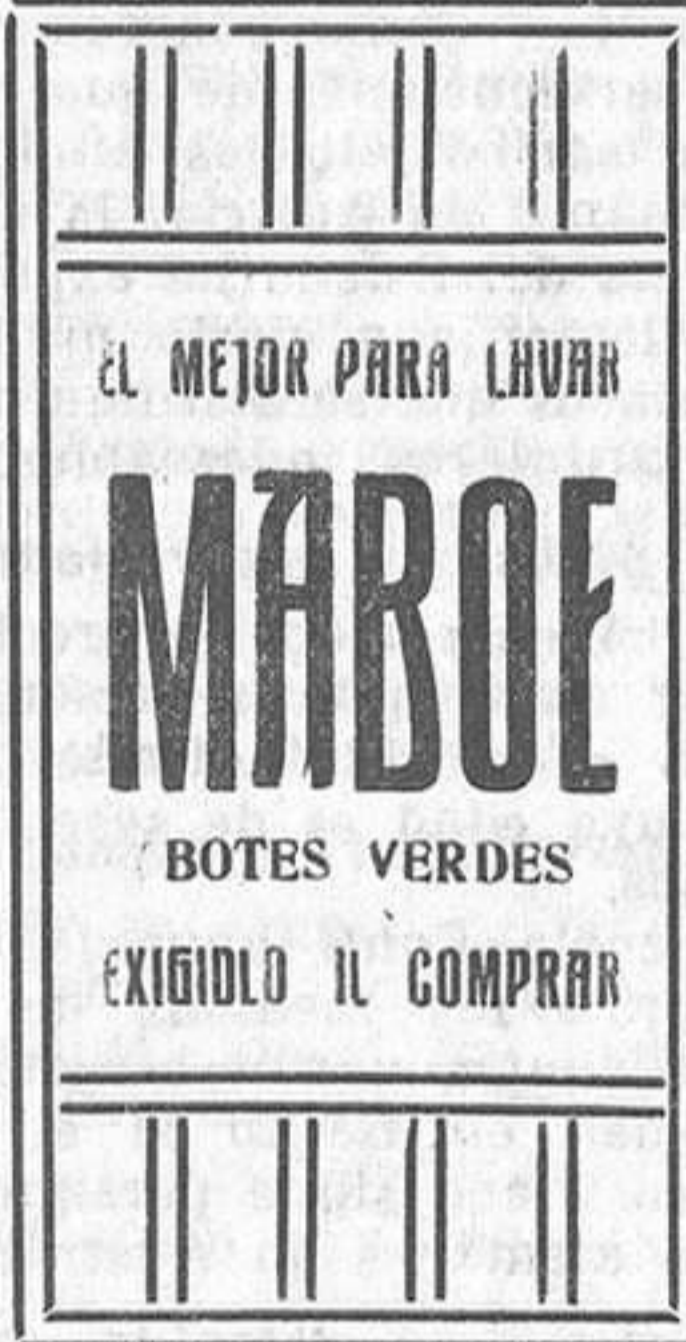 EL MEJOR PARA LAVAR
MABOE
BOTES VERDES
EXIGIDLO AL COMPRAR